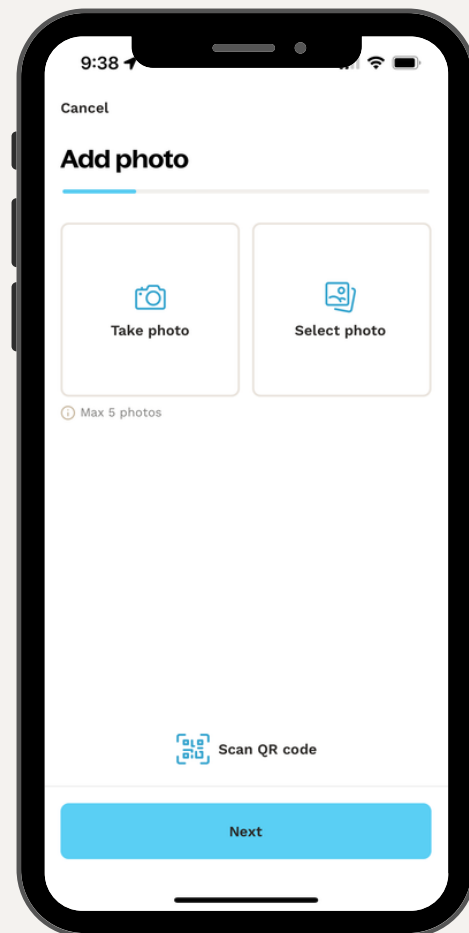 9:38
Cancel
Add photo
Take photo
Select photo
Max 5 photos
Scan QR code
Next